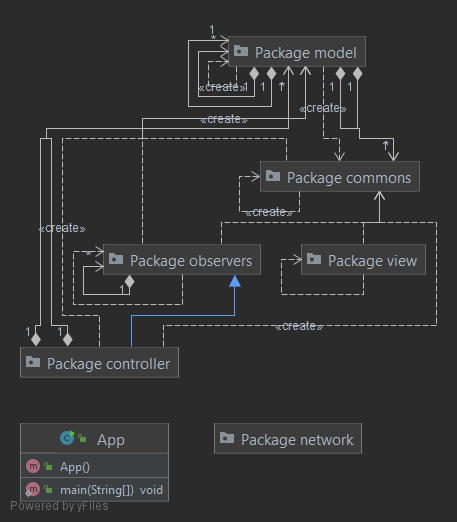 1
*
Package model
1
1
*
1
1
«create»
«create»
«create»
*
Package commons
«create»
«create»
*
Package observers
Package view
1
«create»
1
1
Package controller
App
App()
main(String[]) void
Package network
Powered by yFiles